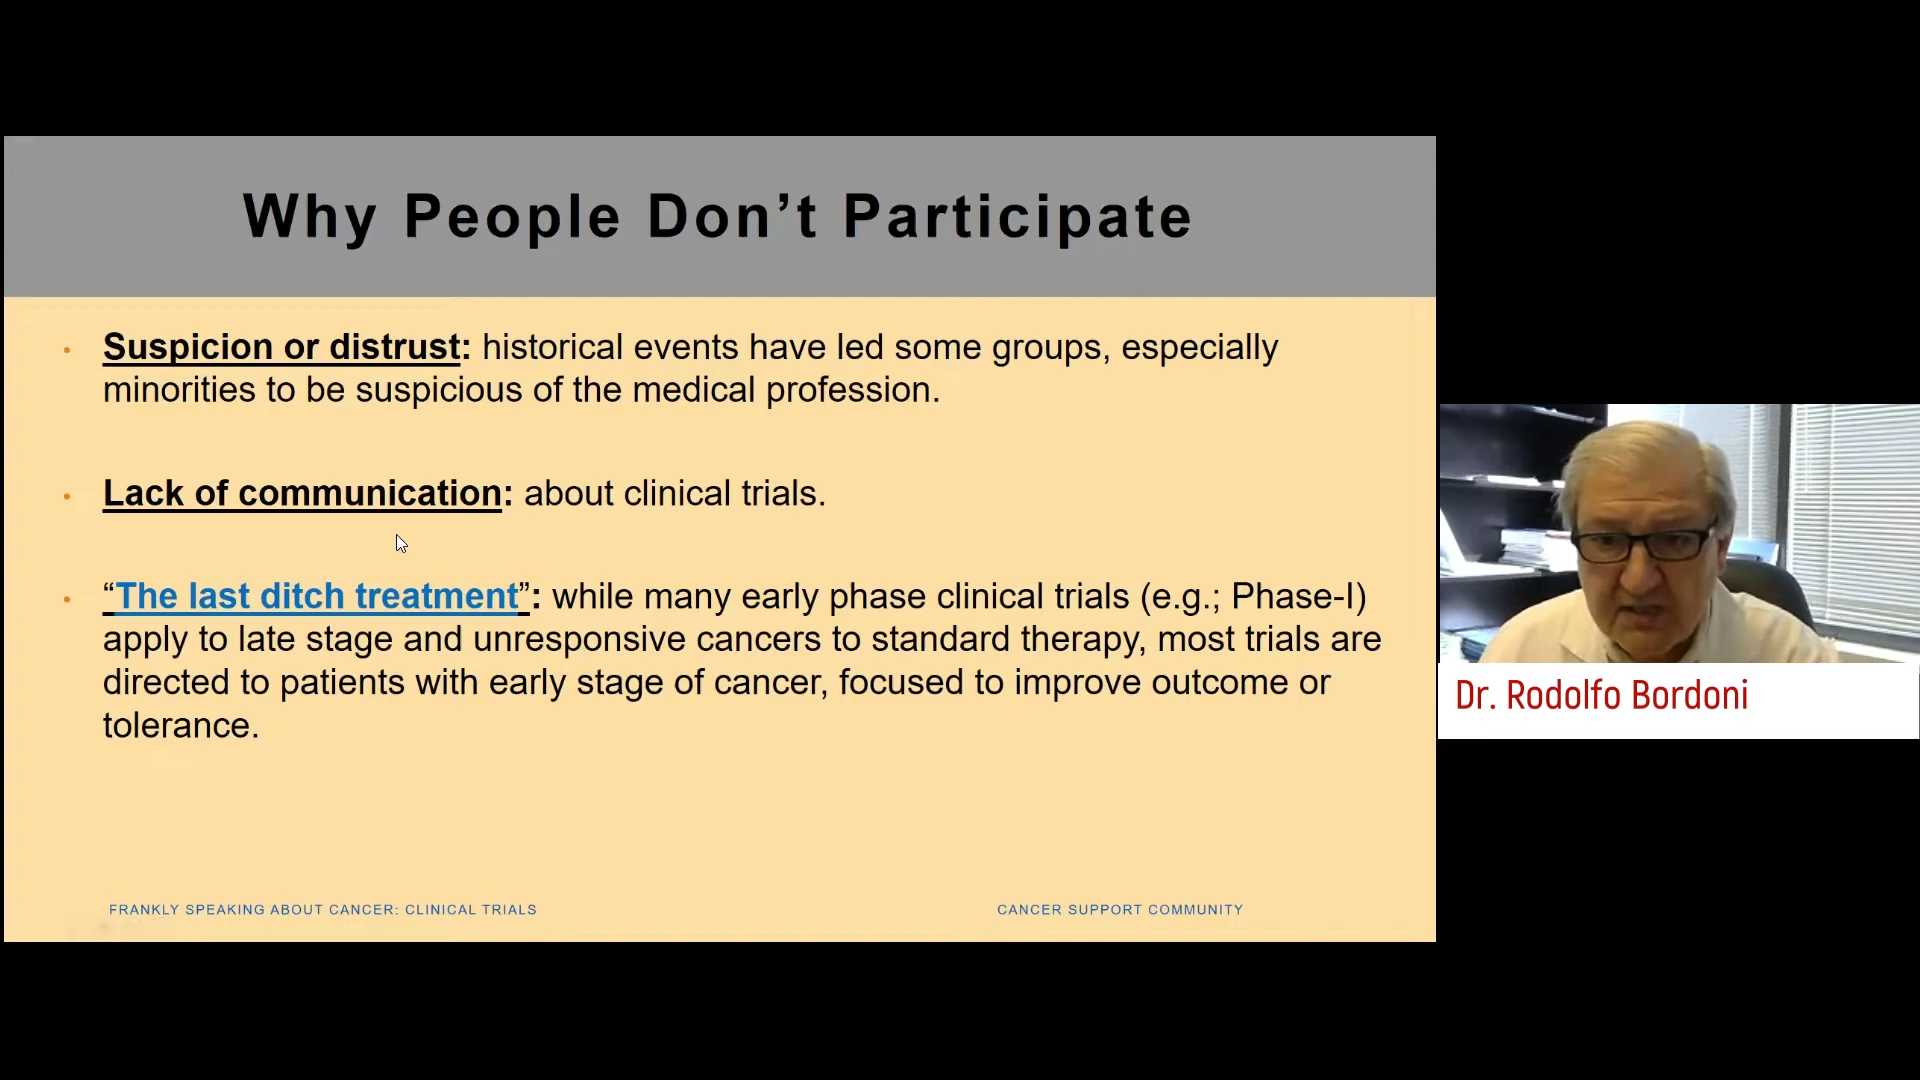 Why People Don’t Participate
• Suspicion or distrust: historical events have led some groups, especially
minorities to be suspicious of the medical profession.
• Lack of communication: about clinical trials.
• “The last ditch treatment”: while many early phase clinical trials (e.g.; Phase-I)
apply to late stage and unresponsive cancers to standard therapy, most trials are
directed to patients with early stage of cancer, focused to improve outcome or
tolerance.
FRANKLY SPEAKING ABOUT CANCER: CLINICAL TRIALS
CANCER SUPPORT COMMUNITY
Dr. Rodolfo Bordoni